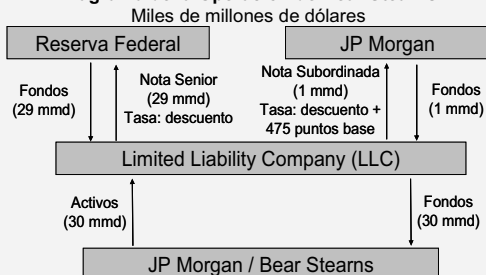 Miles de millones de dólares
Reserva Federal
JP Morgan
Fondos
(29 mmd)
Nota Senior
(29 mmd)
Tasa: descuento
Nota Subordinada
(1 mmd)
Tasa: descuento +
475 puntos base
Fondos
(1 mmd)
Limited Liability Company (LLC)
Activos
(30 mmd)
Fondos
(30 mmd)
JP Morgan / Bear Stearns